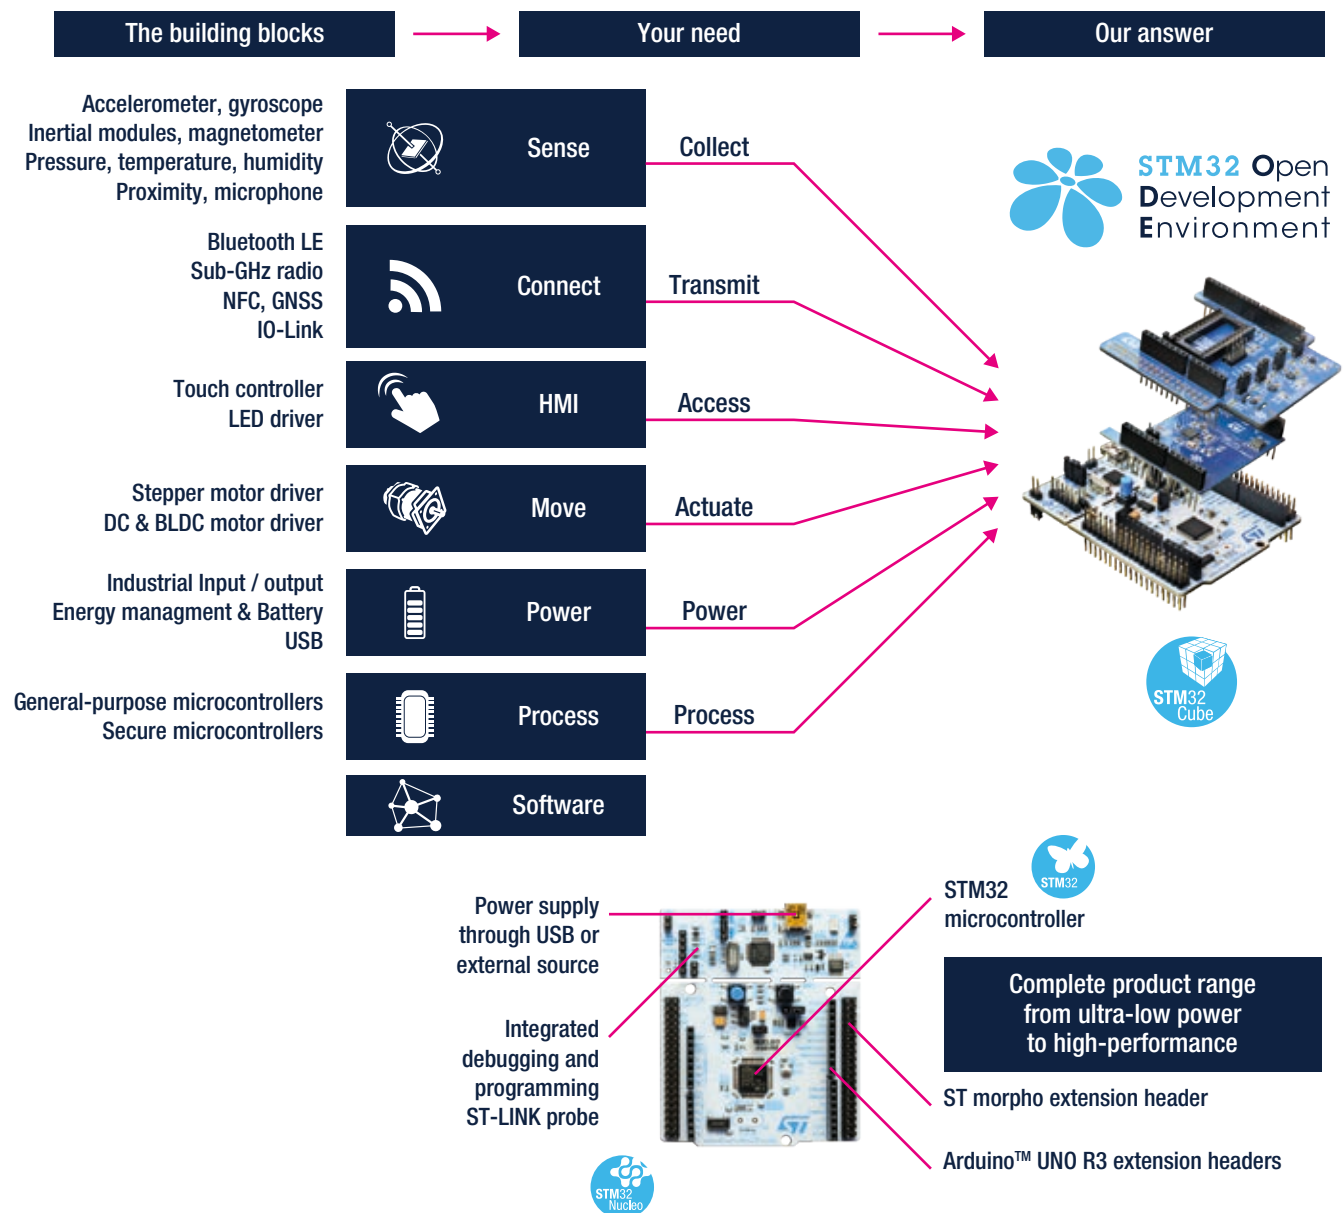 The building blocks
Your need
Our answer
Accelerometer, gyroscope
Inertial modules, magnetometer
Pressure, temperature, humidity
Proximity, microphone
Sense
Collect
STM32 Open
Development
Environment
Bluetooth LE
Sub-GHz radio
NFC, GNSS
IO-Link
Connect
Transmit
Touch controller
LED driver
HMI
Access
Stepper motor driver
DC & BLDC motor driver
Move
Actuate
Industrial Input / output
Energy managment & Battery
USB
Power
Power
STM32
Cube
General-purpose microcontrollers
Secure microcontrollers
Process
Process
Software
STM32
Power supply
through USB or
external source
STM32
microcontroller
Complete product range
from ultra-low power
to high-performance
Integrated
debugging and
programming
ST-LINK probe
ST morpho extension header
Arduino™ UNO R3 extension headers
STM32
Nucleo